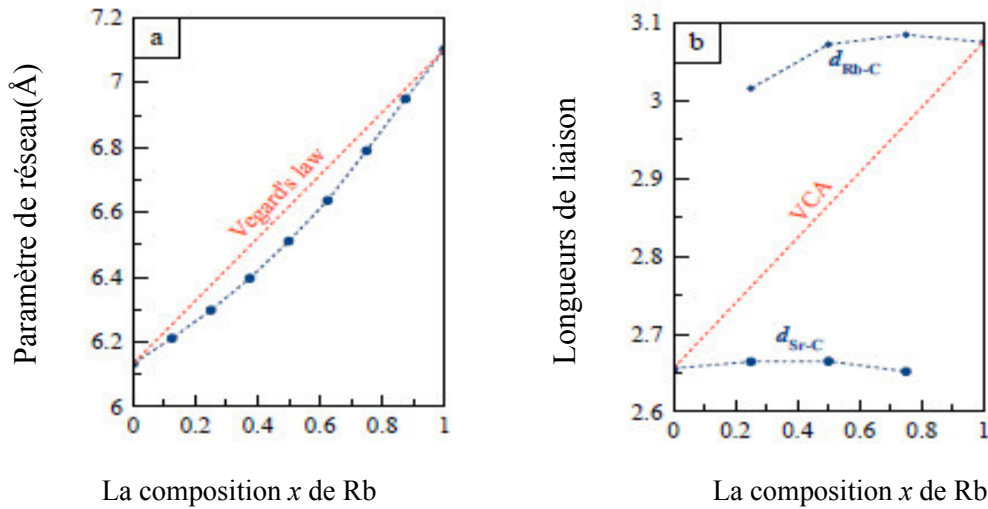 a
Paramètre de réseau(Å)
7.2
7
6.8
6.6
6.4
6.2
6
Vegard's law
0
0.2
0.4
0.6
0.8
1
La composition x de Rb
b
Longueurs de liaison
3.1
3
2.9
2.8
2.7
2.6
d Rb-C
VCA
d Sr-C
0
0.2
0.4
0.6
0.8
1
La composition x de Rb